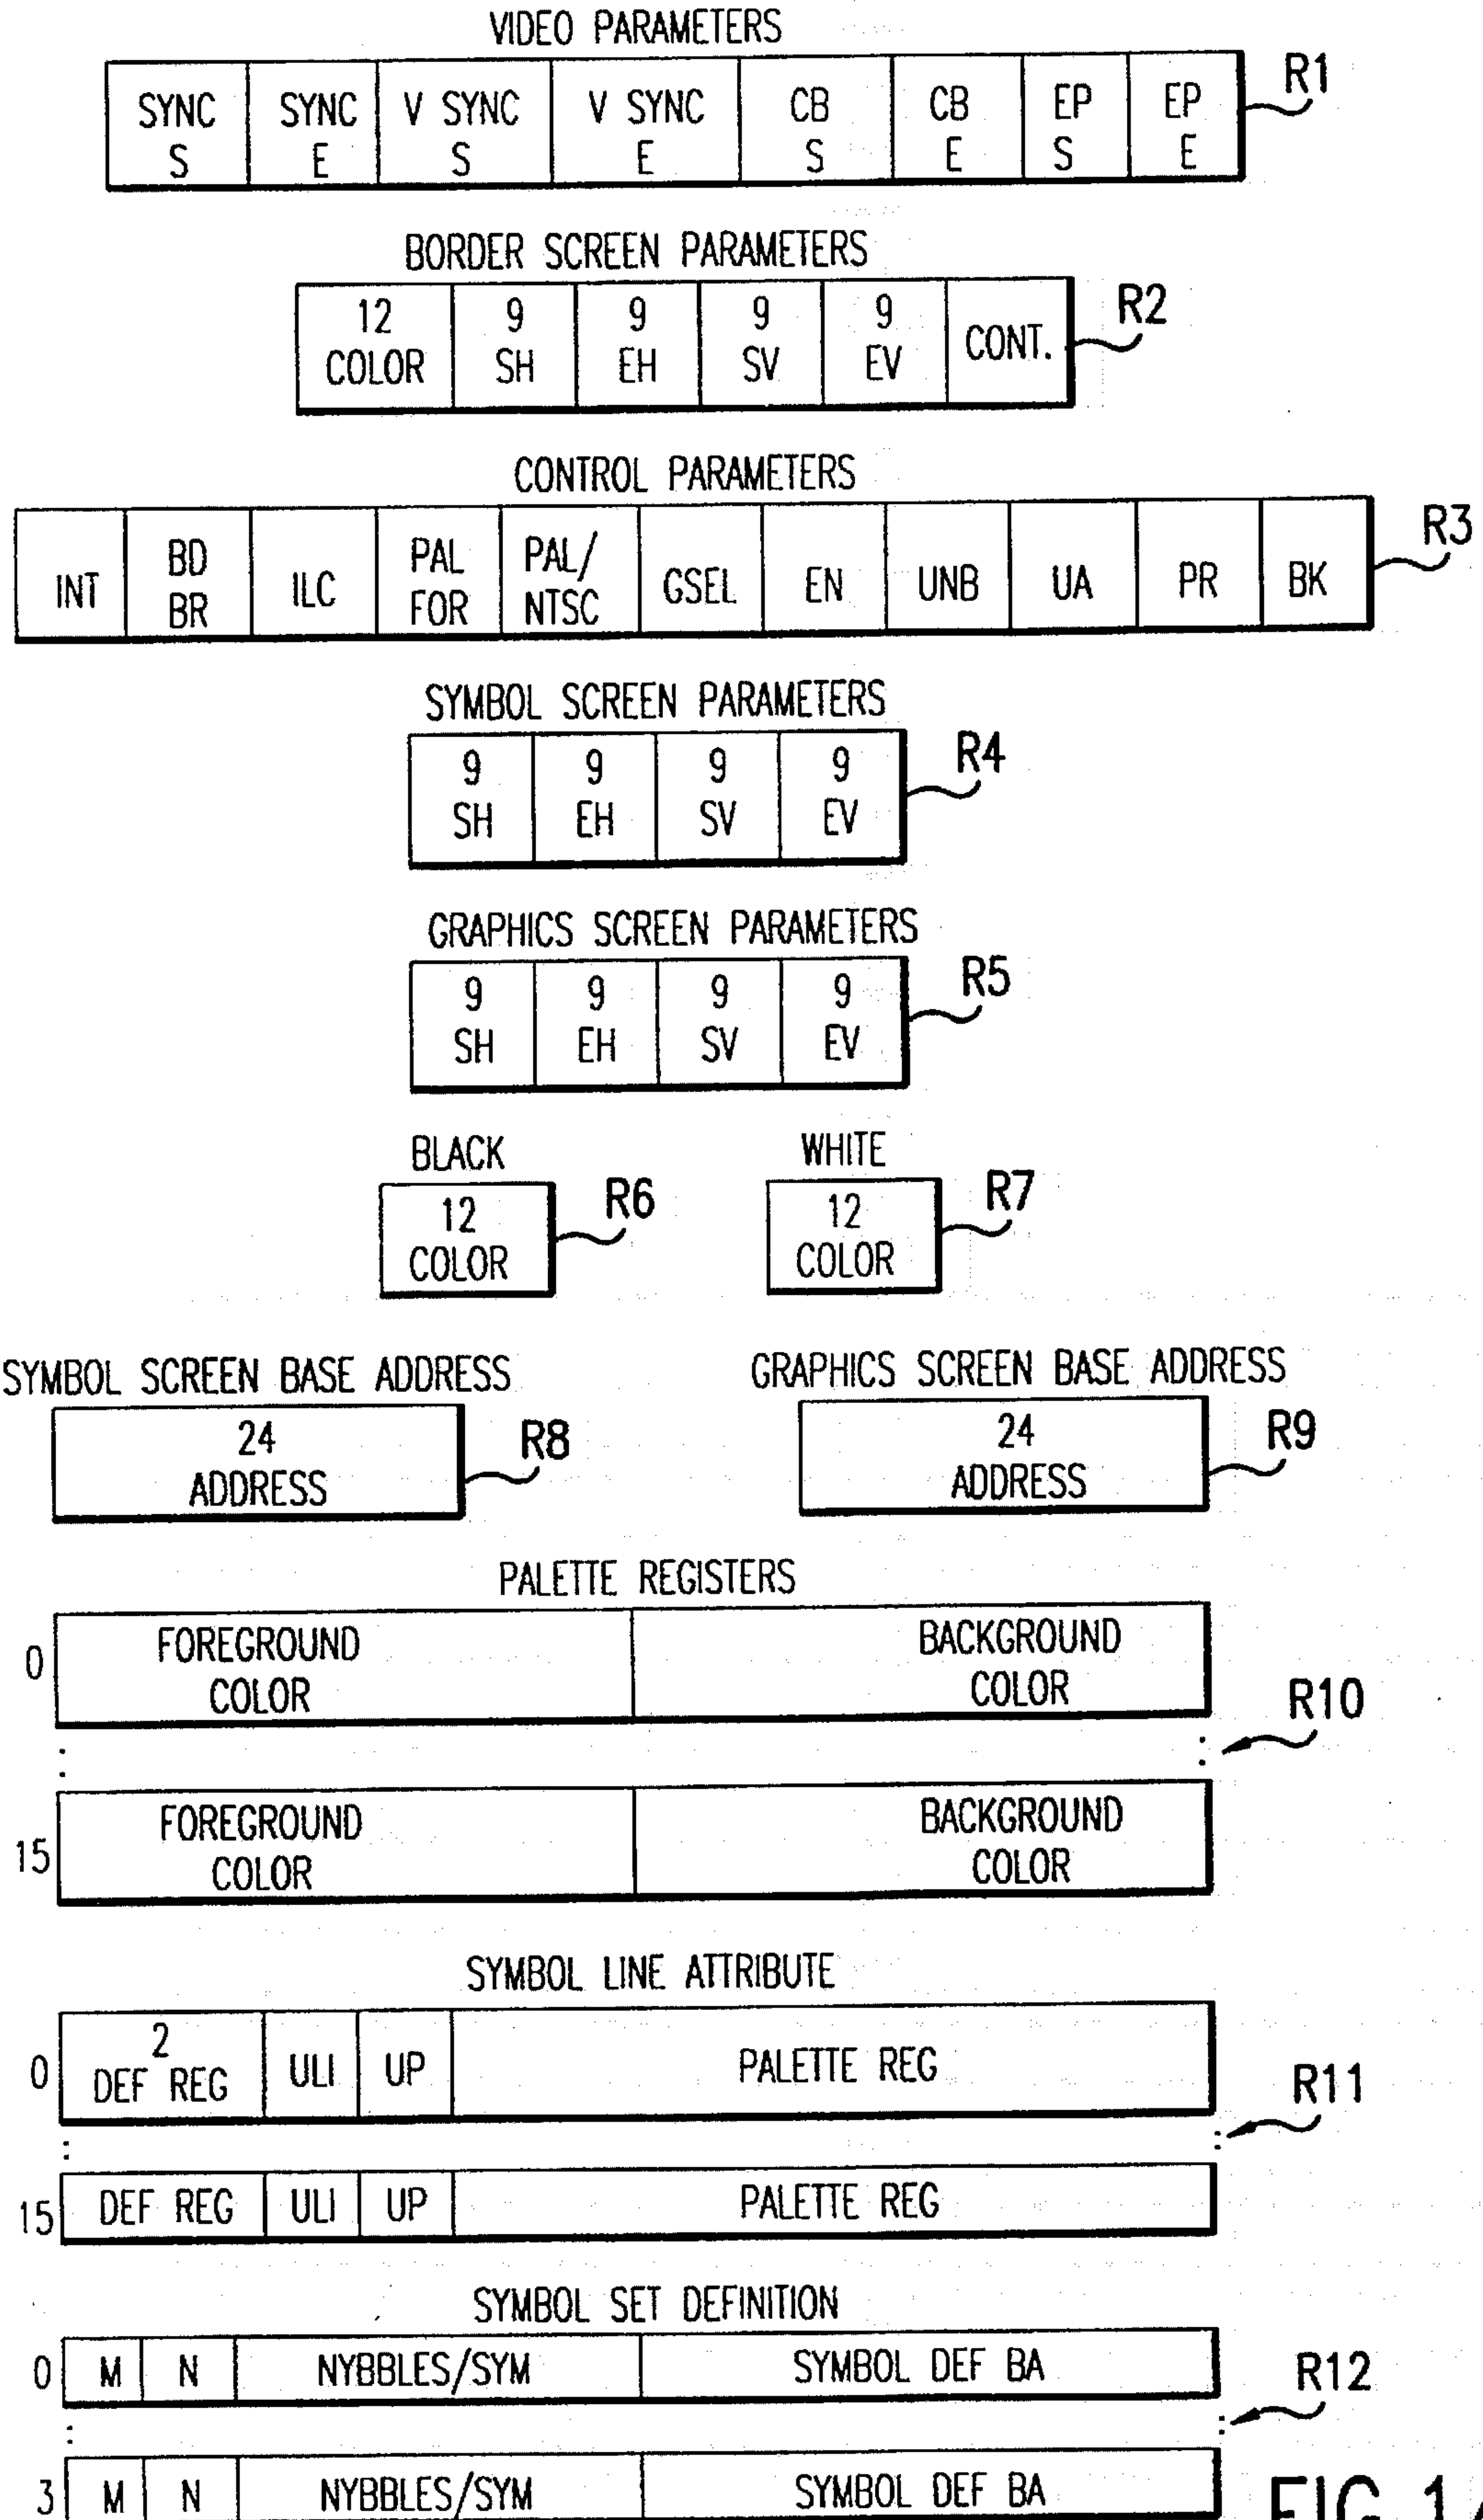 VIDEO PARAMETERS
SYNC S SYNC E V SYNC S V SYNC E CB S CB E EP S EP E R1
BORDER SCREEN PARAMETERS
12 COLOR 9 SH 9 EH 9 SV 9 EV CONT. R2
CONTROL PARAMETERS
INT BD BR ILC PAL FOR PAL/ NTSC GSEL EN UNB UA PR BK R3
SYMBOL SCREEN PARAMETERS
9 SH 9 EH 9 SV 9 EV R4
GRAPHICS SCREEN PARAMETERS
9 SH 9 EH 9 SV 9 EV R5
BLACK WHITE
12 COLOR R6 12 COLOR R7
SYMBOL SCREEN BASE ADDRESS GRAPHICS SCREEN BASE ADDRESS
24 ADDRESS R8 24 ADDRESS R9
PALETTE REGISTERS
0 FOREGROUND COLOR BACKGROUND COLOR
R10
15 FOREGROUND COLOR BACKGROUND COLOR
SYMBOL LINE ATTRIBUTE
0 2 DEF REG ULI UP PALETTE REG
R11
15 DEF REG ULI UP PALETTE REG
SYMBOL SET DEFINITION
0 M N NYBBLES/SYM SYMBOL DEF BA
R12
3 M N NYBBLES/SYM SYMBOL DEF BA
FIG.